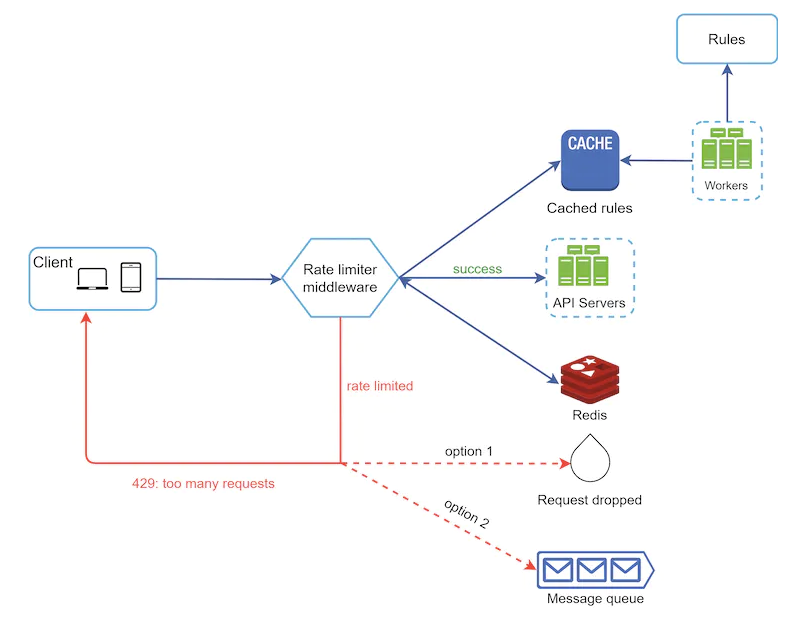 Rules
CACHE
Workers
Cached rules
Client
Rate limiter
middleware
success
API Servers
rate limited
Redis
option 1
429: too many requests
Request dropped
option 2
Message queue